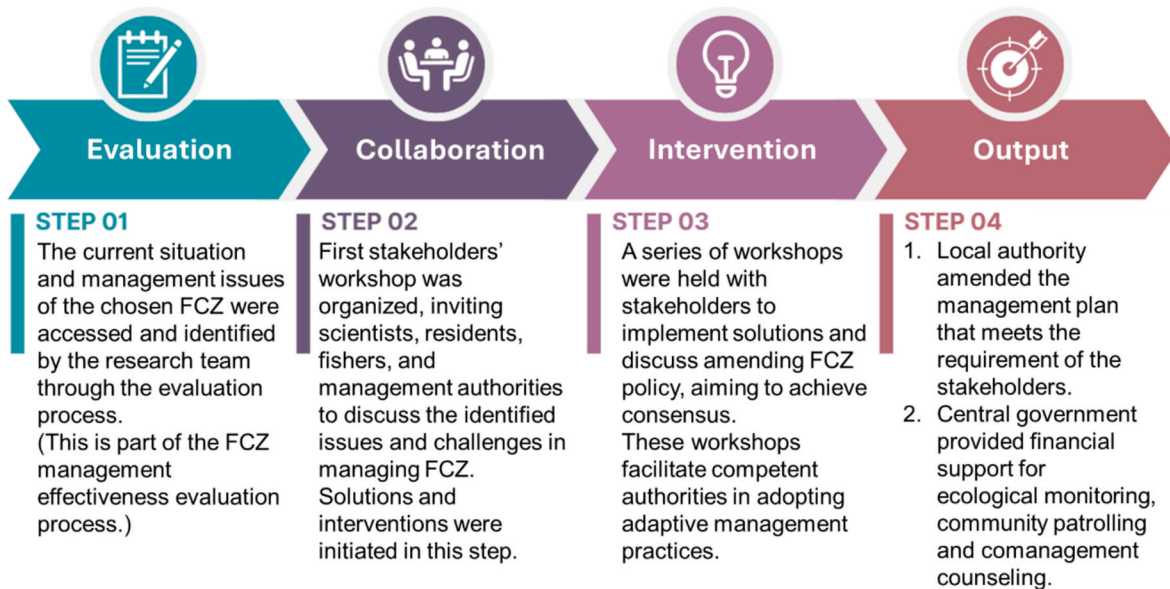 Evaluation
Collaboration
Intervention
Output
STEP 01
The current situation
and management issues
of the chosen FCZ were
accessed and identified
by the research team
through the evaluation
process.
(This is part of the FCZ
management
effectiveness evaluation
process.)
STEP 02
First stakeholders’
workshop was
organized, inviting
scientists, residents,
fishers, and
management authorities
to discuss the identified
issues and challenges in
managing FCZ.
Solutions and
interventions were
initiated in this step.
STEP 03
A series of workshops
were held with
stakeholders to
implement solutions and
discuss amending FCZ
policy, aiming to achieve
consensus.
These workshops
facilitate competent
authorities in adopting
adaptive management
practices.
STEP 04
1. Local authority
amended the
management plan
that meets the
requirement of the
stakeholders.
2. Central government
provided financial
support for
ecological monitoring,
community patrolling
and comanagement
counseling.